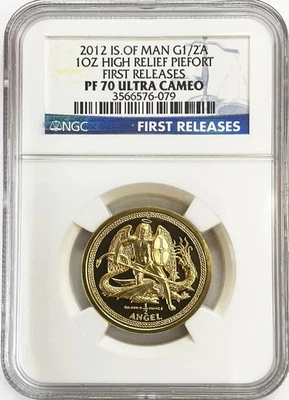 2012 IS.OF MAN G1/2A
1OZ HIGH RELIEF PIEFORT
FIRST RELEASES
PF 70 ULTRA CAMEO
3566576-079
NGC FIRST RELEASES
ANGEL